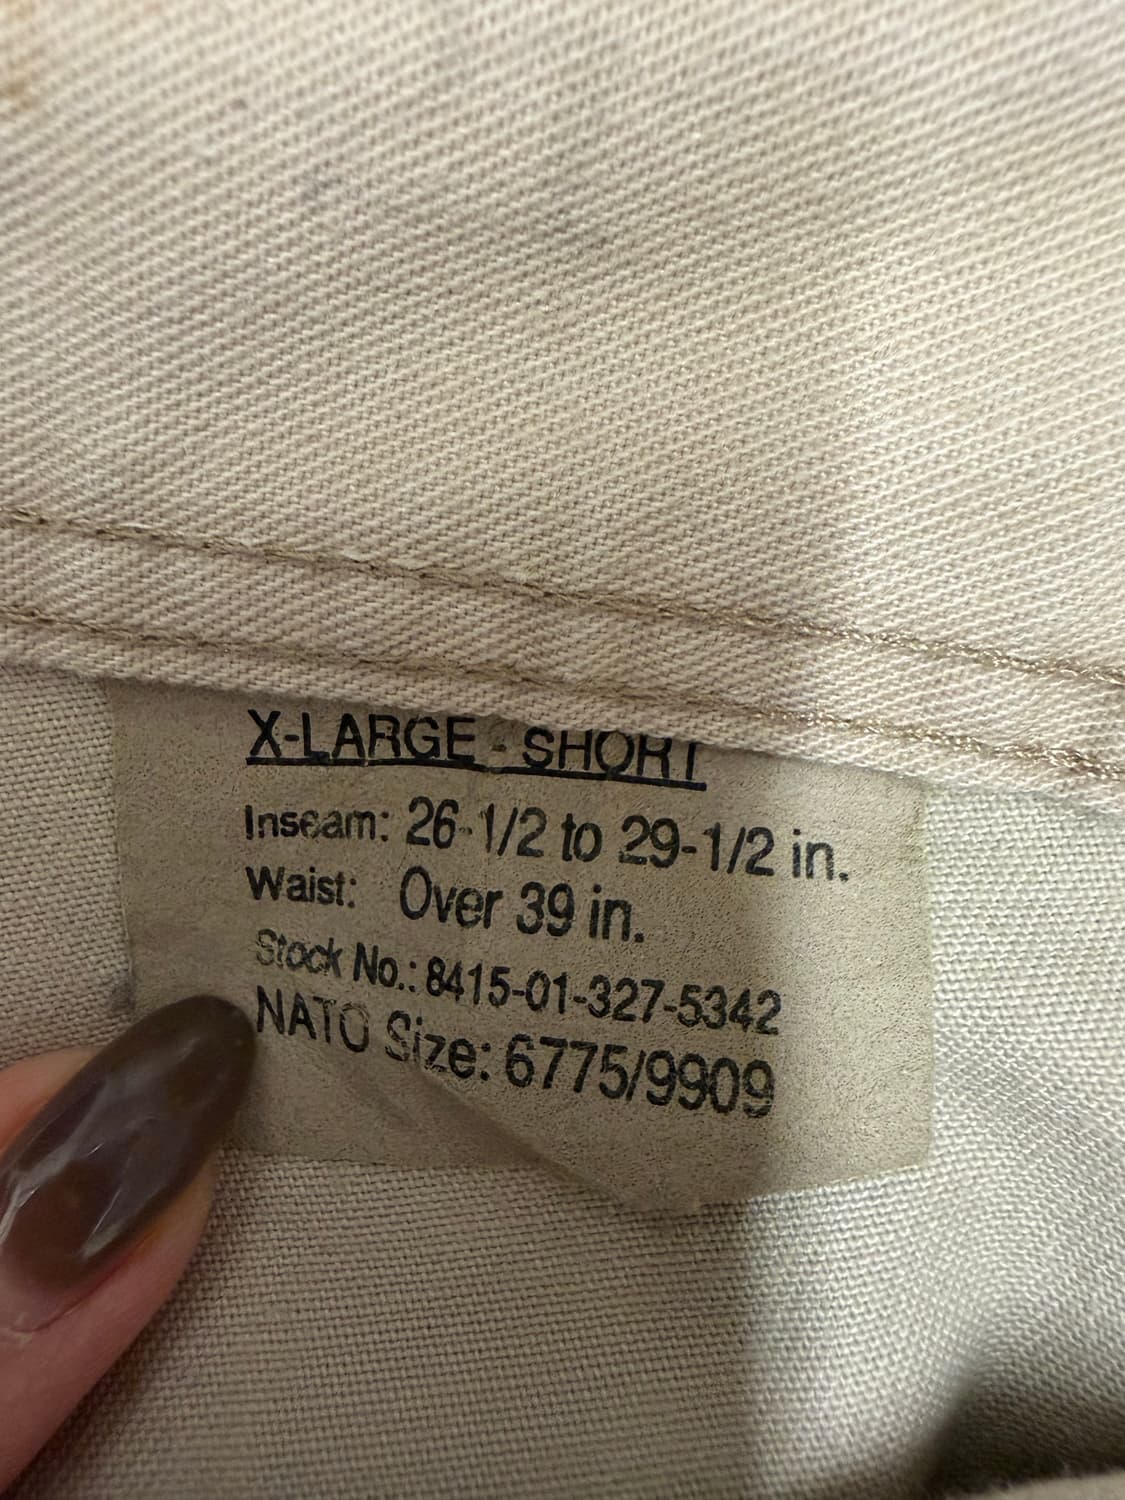 X-LARGE - SHORT
Inseam: 26-1/2 to 29-1/2 in.
Waist: Over 39 in.
Stock No.: 8415-01-327-5342
NATO Size: 6775/9909